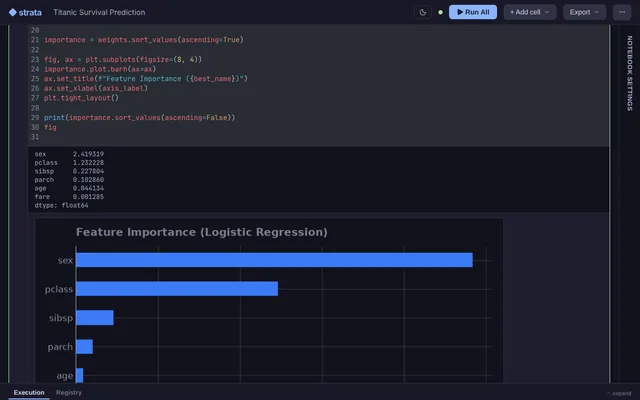 strata Titanic Survival Prediction Run All + Add cell Export ...
20
21 importance = weights.sort_values(ascending=True)
22
23 fig, ax = plt.subplots(figsize=(8, 4))
24 importance.plot.barh(ax=ax)
25 ax.set_title(f"Feature Importance ({best_name})")
26 ax.set_xlabel(axis_label)
27 plt.tight_layout()
28
29 print(importance.sort_values(ascending=False))
30 fig
31
NOTEBOOK SETTINGS
sex 2.419319
pclass 1.232228
sibsp 0.227804
parch 0.102860
age 0.044134
fare 0.001285
dtype: float64
Feature Importance (Logistic Regression)
sex
pclass
sibsp
parch
age
Execution Registry expand